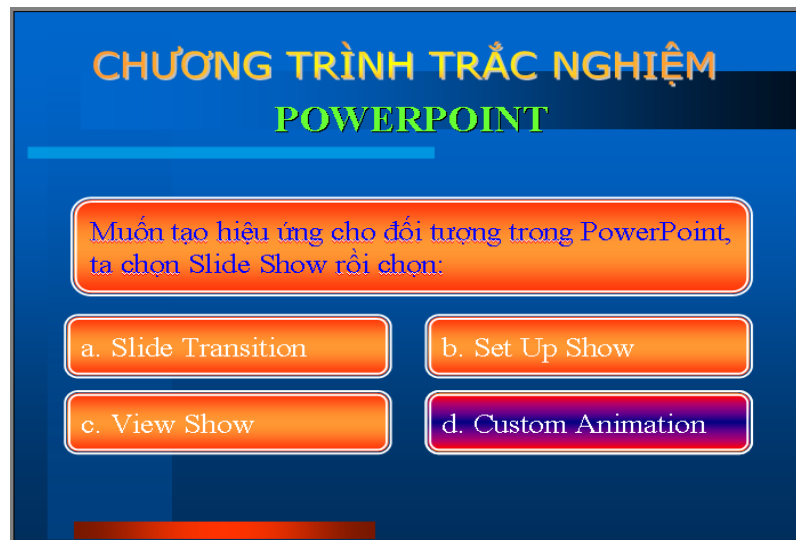 CHƯƠNG TRÌNH TRẮC NGHIỆM
POWERPOINT
Muốn tạo hiệu ứng cho đối tượng trong PowerPoint,
ta chọn Slide Show rồi chọn:
a. Slide Transition
b. Set Up Show
c. View Show
d. Custom Animation